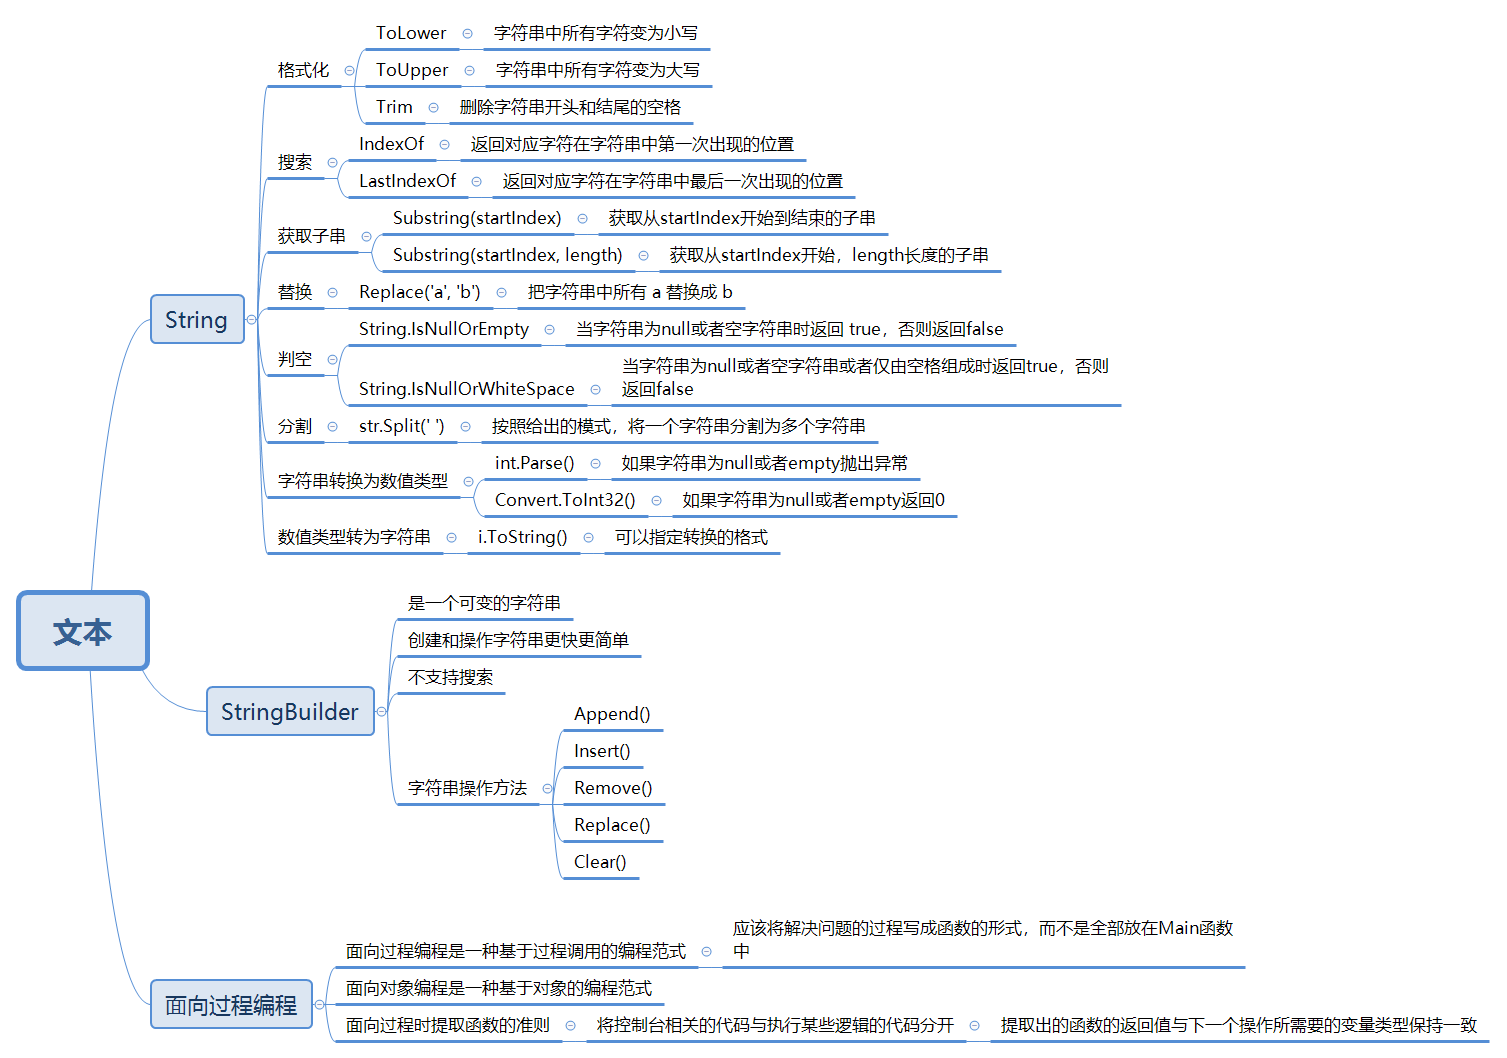 文本
String
格式化
ToLower
字符串中所有字符变为小写
ToUpper
字符串中所有字符变为大写
Trim
删除字符串开头和结尾的空格
搜索
IndexOf
返回对应字符在字符串中第一次出现的位置
LastIndexOf
返回对应字符在字符串中最后一次出现的位置
获取子串
Substring(startIndex)
获取从startIndex开始到结束的子串
Substring(startIndex, length)
获取从startIndex开始，length长度的子串
替换
Replace('a', 'b')
把字符串中所有 a 替换成 b
判空
String.IsNullOrEmpty
当字符串为null或者空字符串时返回 true，否则返回false
String.IsNullOrWhiteSpace
当字符串为null或者空字符串或者仅由空格组成时返回true，否则
返回false
分割
str.Split(' ')
按照给出的模式，将一个字符串分割为多个字符串
字符串转换为数值类型
int.Parse()
如果字符串为null或者empty抛出异常
Convert.ToInt32()
如果字符串为null或者empty返回0
数值类型转为字符串
i.ToString()
可以指定转换的格式
StringBuilder
是一个可变的字符串
创建和操作字符串更快更简单
不支持搜索
字符串操作方法
Append()
Insert()
Remove()
Replace()
Clear()
面向过程编程
面向过程编程是一种基于过程调用的编程范式
应该将解决问题的过程写成函数的形式，而不是全部放在Main函数
中
面向对象编程是一种基于对象的编程范式
面向过程时提取函数的准则
将控制台相关的代码与执行某些逻辑的代码分开
提取出的函数的返回值与下一个操作所需要的变量类型保持一致